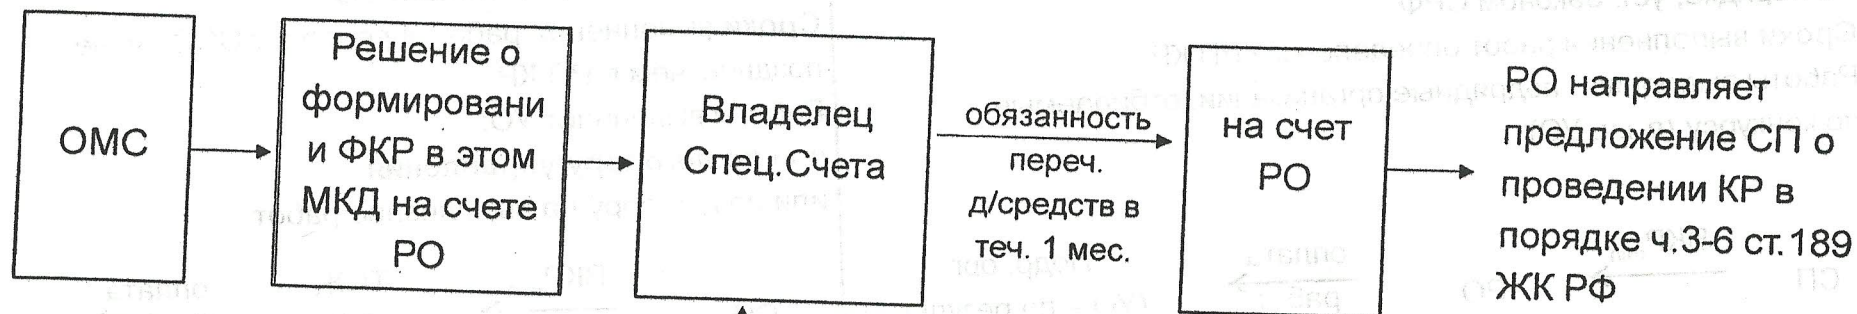 ОМС
Решение о
формировани
и ФКР в этом
МКД на счете
РО
Владелец
Спец.Счета
обязанность
переч.
д/средств в
теч. 1 мес.
на счет
РО
РО направляет
предложение СП о
проведении КР в
порядке ч.3-6 ст.189
ЖК РФ